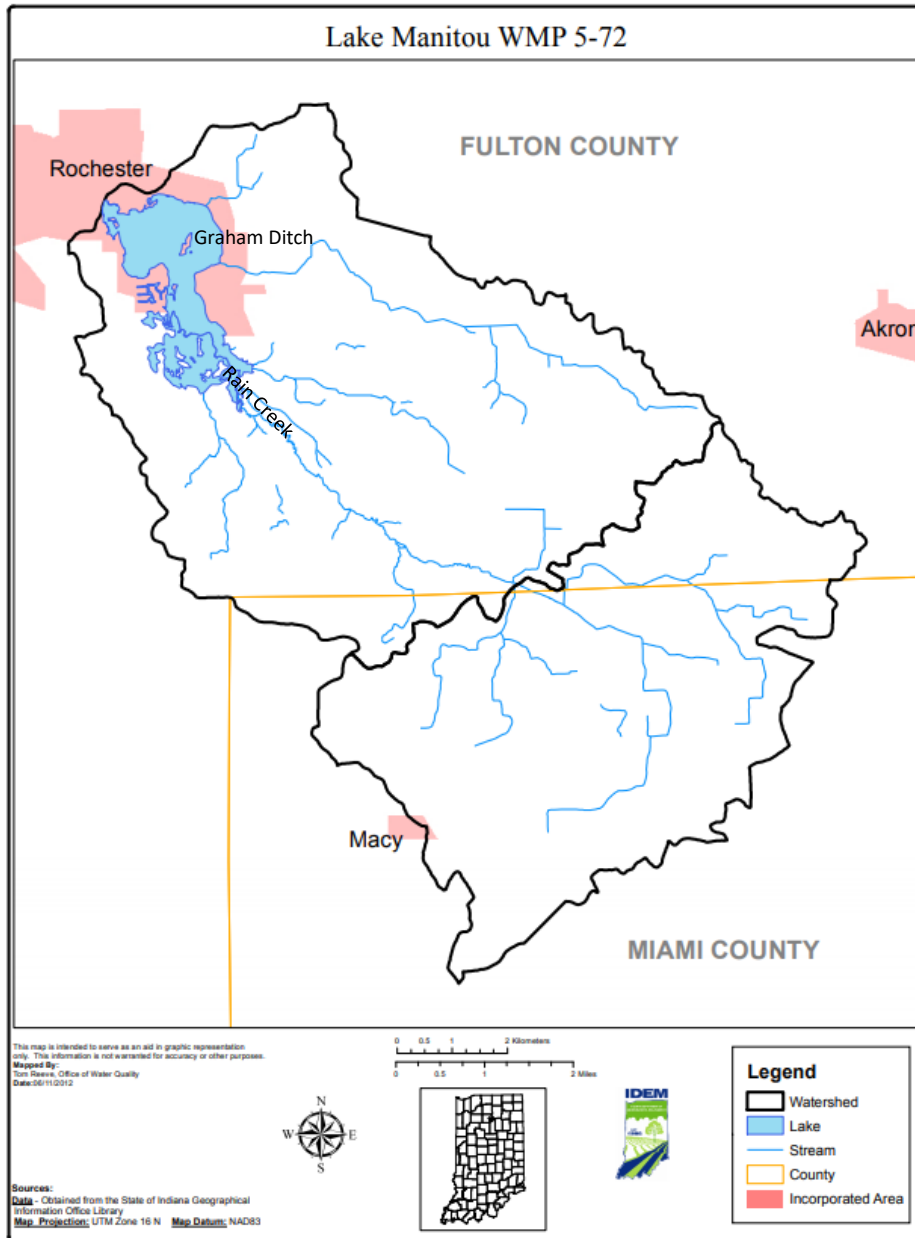 Lake Manitou WMP 5-72
FULTON COUNTY
Rochester
Graham Ditch
Akron
Rain Creek
Macy
MIAMI COUNTY
This map is intended to serve as an aid in graphic representation
only. This information is not warranted for accuracy or other purposes.
Mapped By:
Tom Reeve, Office of Water Quality
Date:06/11/2012
0 0.5 1 2 Kilometers
0 0.5 1 2 Miles
N
W E
S
IDEM
Legend
Watershed
Lake
Stream
County
Incorporated Area
Sources:
Data - Obtained from the State of Indiana Geographical
Information Office Library
Map Projection: UTM Zone 16 N Map Datum: NAD83